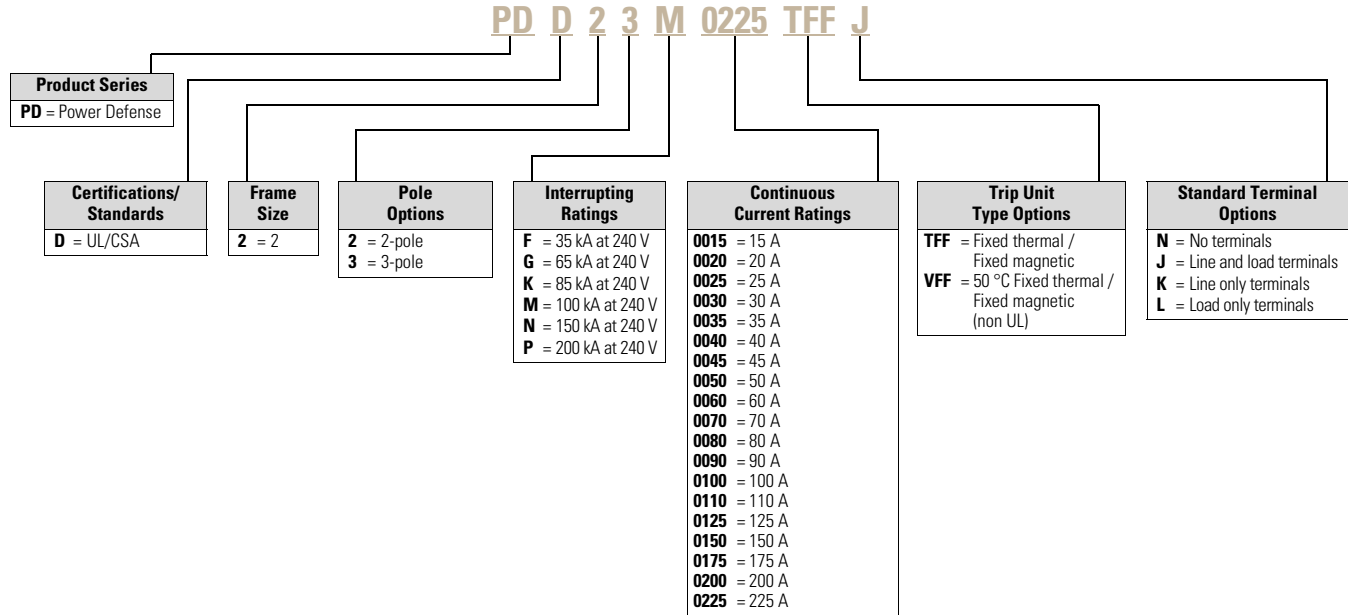 PD D 2 3 M 0225 TFF J
Product Series
PD = Power Defense
Certifications/
Standards
D = UL/CSA
Frame
Size
2 = 2
Pole
Options
2 = 2-pole
3 = 3-pole
Interrupting
Ratings
F = 35 kA at 240 V
G = 65 kA at 240 V
K = 85 kA at 240 V
M = 100 kA at 240 V
N = 150 kA at 240 V
P = 200 kA at 240 V
Continuous
Current Ratings
0015 = 15 A
0020 = 20 A
0025 = 25 A
0030 = 30 A
0035 = 35 A
0040 = 40 A
0045 = 45 A
0050 = 50 A
0060 = 60 A
0070 = 70 A
0080 = 80 A
0090 = 90 A
0100 = 100 A
0110 = 110 A
0125 = 125 A
0150 = 150 A
0175 = 175 A
0200 = 200 A
0225 = 225 A
Trip Unit
Type Options
TFF = Fixed thermal /
Fixed magnetic
VFF = 50 °C Fixed thermal /
Fixed magnetic
(non UL)
Standard Terminal
Options
N = No terminals
J = Line and load terminals
K = Line only terminals
L = Load only terminals